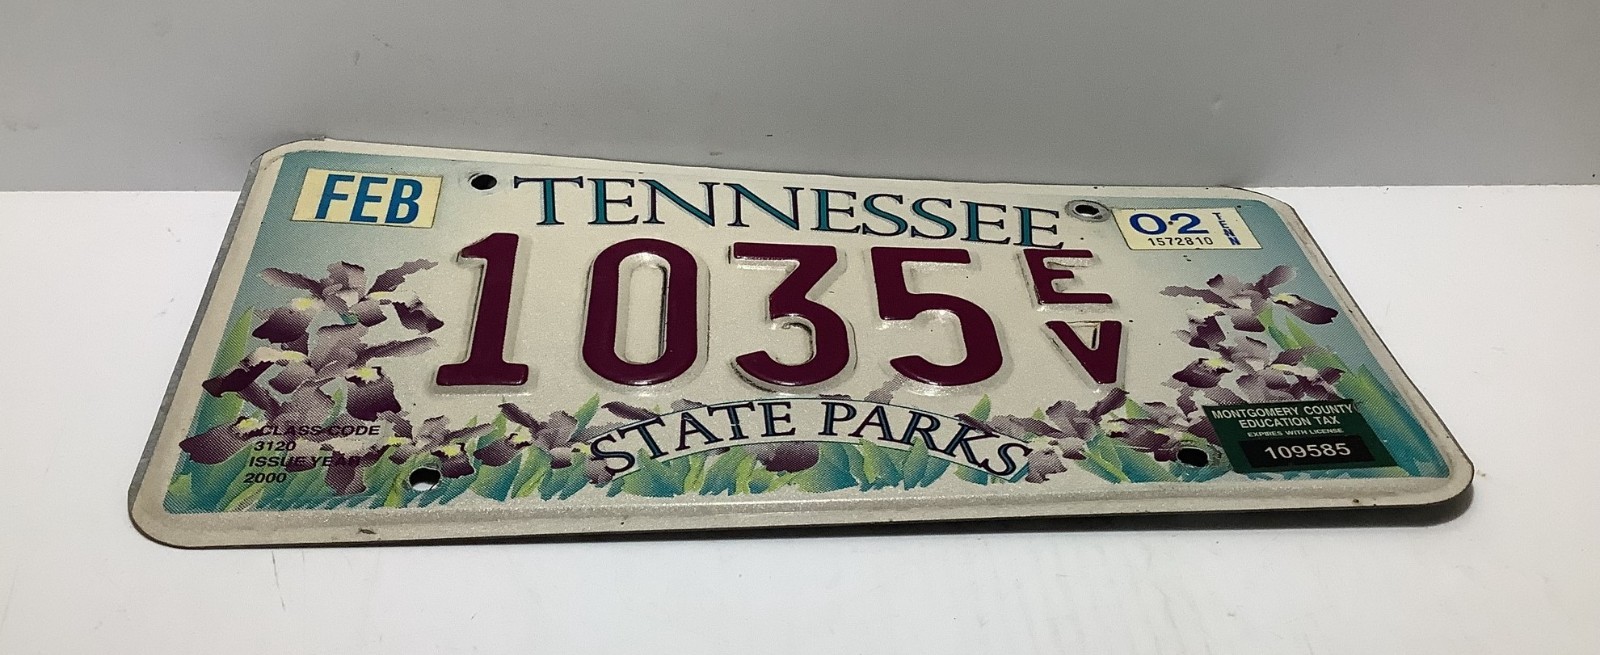 FEB
TENNESSEE
02
TENN
1572810
1035 EV
STATE PARKS
CLASS CODE
3120
ISSUE YEAR
2000
MONTGOMERY COUNTY
EDUCATION TAX
EXPIRES WITH LICENSE
109585